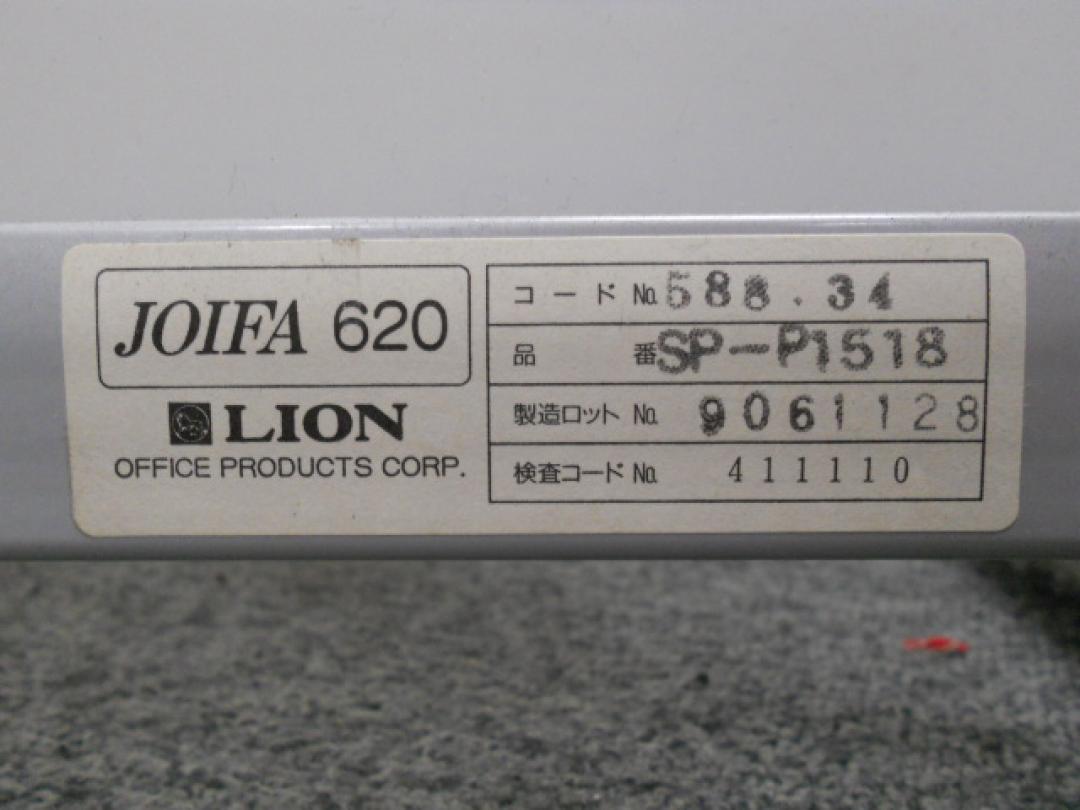 JOIFA 620
LION
OFFICE PRODUCTS CORP.
コード No. 588.34
品番 SP-P1518
製造ロット No. 9061128
検査コード No. 411110